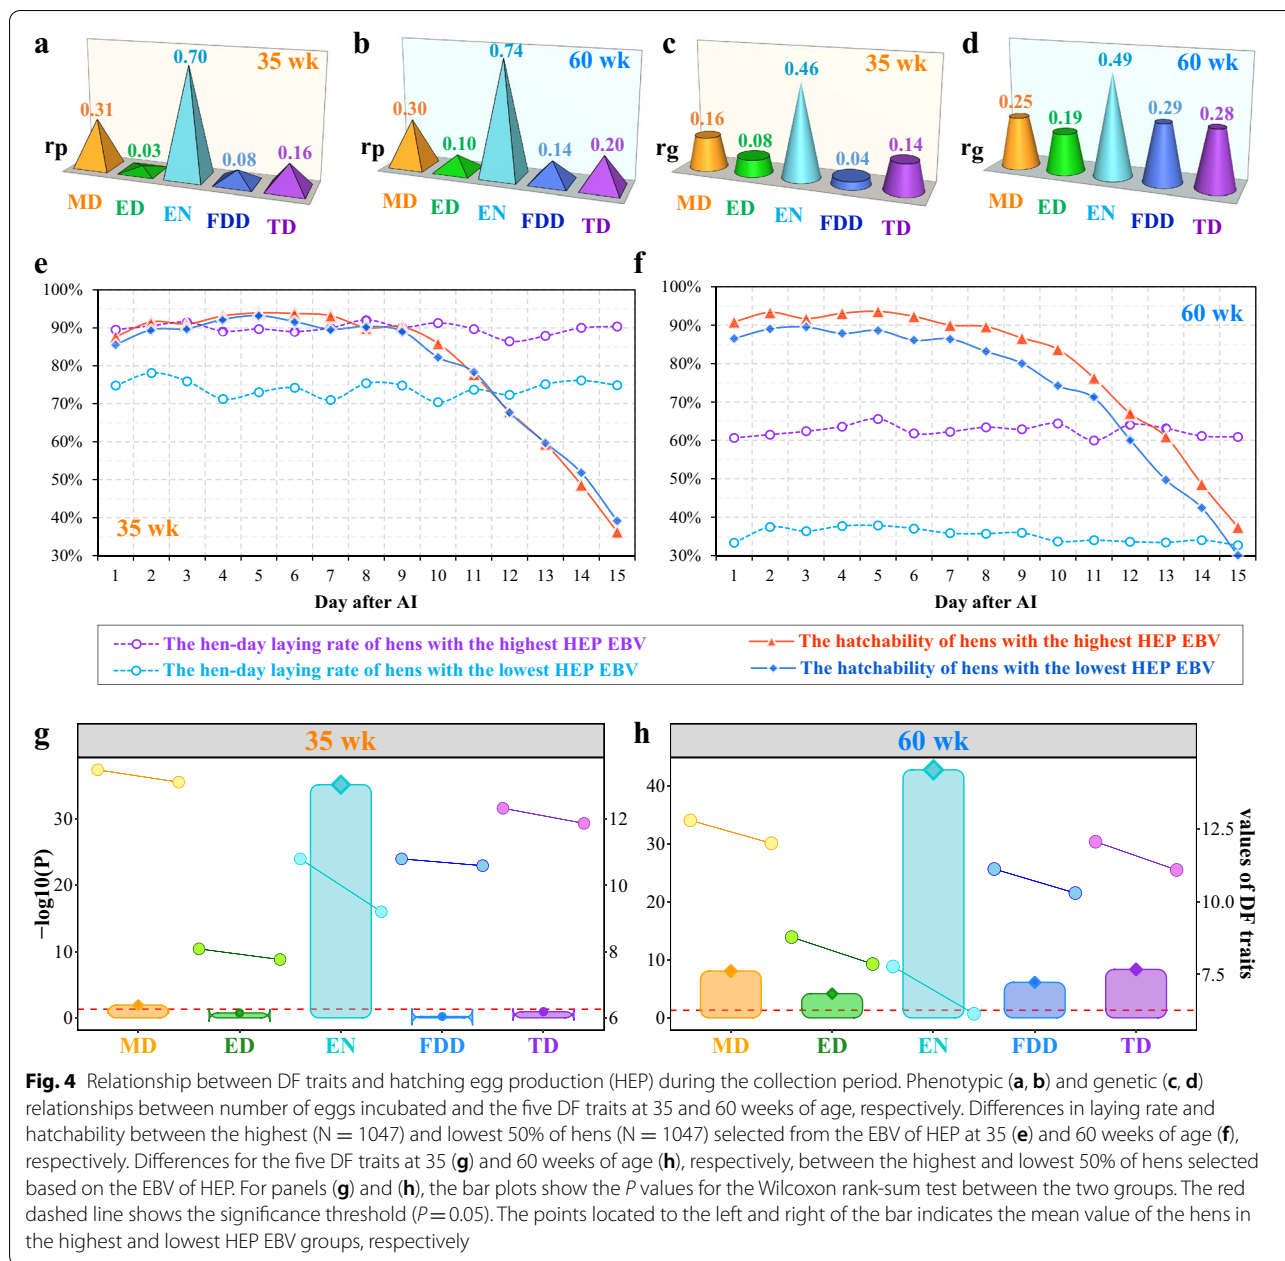 a
35 wk
0.70
0.31
0.03
0.08
0.16
rp
MD
ED
EN
FDD
TD
b
60 wk
0.74
0.30
0.10
0.14
0.20
rp
MD
ED
EN
FDD
TD
c
35 wk
0.46
0.16
0.08
0.04
0.14
rg
MD
ED
EN
FDD
TD
d
60 wk
0.49
0.25
0.19
0.29
0.28
rg
MD
ED
EN
FDD
TD
e
100%
90%
80%
70%
60%
50%
40%
30%
35 wk
1 2 3 4 5 6 7 8 9 10 11 12 13 14 15
Day after AI
f
100%
90%
80%
70%
60%
50%
40%
30%
60 wk
1 2 3 4 5 6 7 8 9 10 11 12 13 14 15
Day after AI
The hen-day laying rate of hens with the highest HEP EBV
The hatchability of hens with the highest HEP EBV
The hen-day laying rate of hens with the lowest HEP EBV
The hatchability of hens with the lowest HEP EBV
g
35 wk
−log10(P)
30
20
10
0
12
10
8
6
MD ED EN FDD TD
h
60 wk
40
30
20
10
0
12.5
10.0
7.5
values of DF traits
MD ED EN FDD TD
Fig. 4 Relationship between DF traits and hatching egg production (HEP) during the collection period. Phenotypic (a, b) and genetic (c, d)
relationships between number of eggs incubated and the five DF traits at 35 and 60 weeks of age, respectively. Differences in laying rate and
hatchability between the highest (N = 1047) and lowest 50% of hens (N = 1047) selected from the EBV of HEP at 35 (e) and 60 weeks of age (f),
respectively. Differences for the five DF traits at 35 (g) and 60 weeks of age (h), respectively, between the highest and lowest 50% of hens selected
based on the EBV of HEP. For panels (g) and (h), the bar plots show the P values for the Wilcoxon rank-sum test between the two groups. The red
dashed line shows the significance threshold (P=0.05). The points located to the left and right of the bar indicates the mean value of the hens in
the highest and lowest HEP EBV groups, respectively